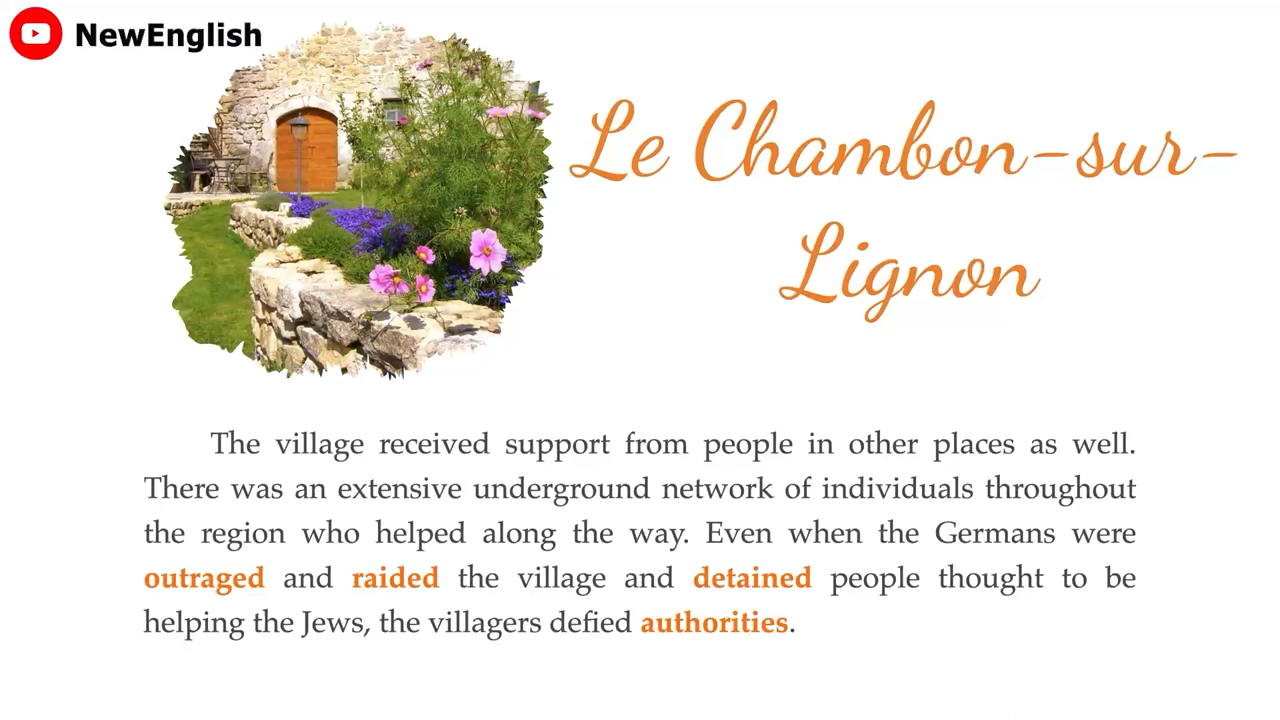 NewEnglish
Le Chambon-sur-
Lignon
The village received support from people in other places as well.
There was an extensive underground network of individuals throughout
the region who helped along the way. Even when the Germans were
outraged and raided the village and detained people thought to be
helping the Jews, the villagers defied authorities.